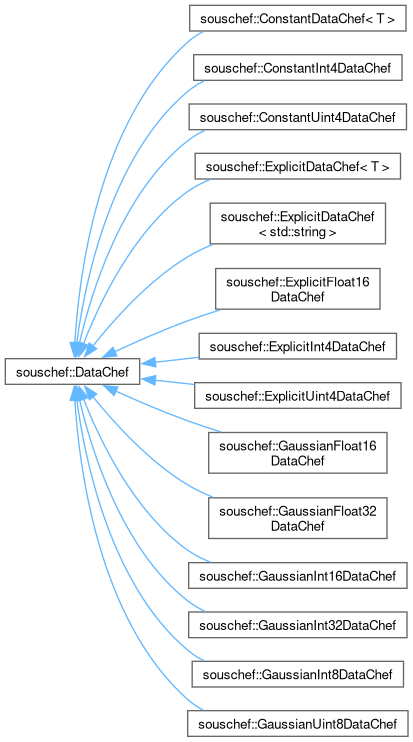 souschef::ConstantDataChef< T >
souschef::ConstantInt4DataChef
souschef::ConstantUint4DataChef
souschef::ExplicitDataChef< T >
souschef::ExplicitDataChef
< std::string >
souschef::ExplicitFloat16
DataChef
souschef::ExplicitInt4DataChef
souschef::DataChef
souschef::ExplicitUint4DataChef
souschef::GaussianFloat16
DataChef
souschef::GaussianFloat32
DataChef
souschef::GaussianInt16DataChef
souschef::GaussianInt32DataChef
souschef::GaussianInt8DataChef
souschef::GaussianUint8DataChef